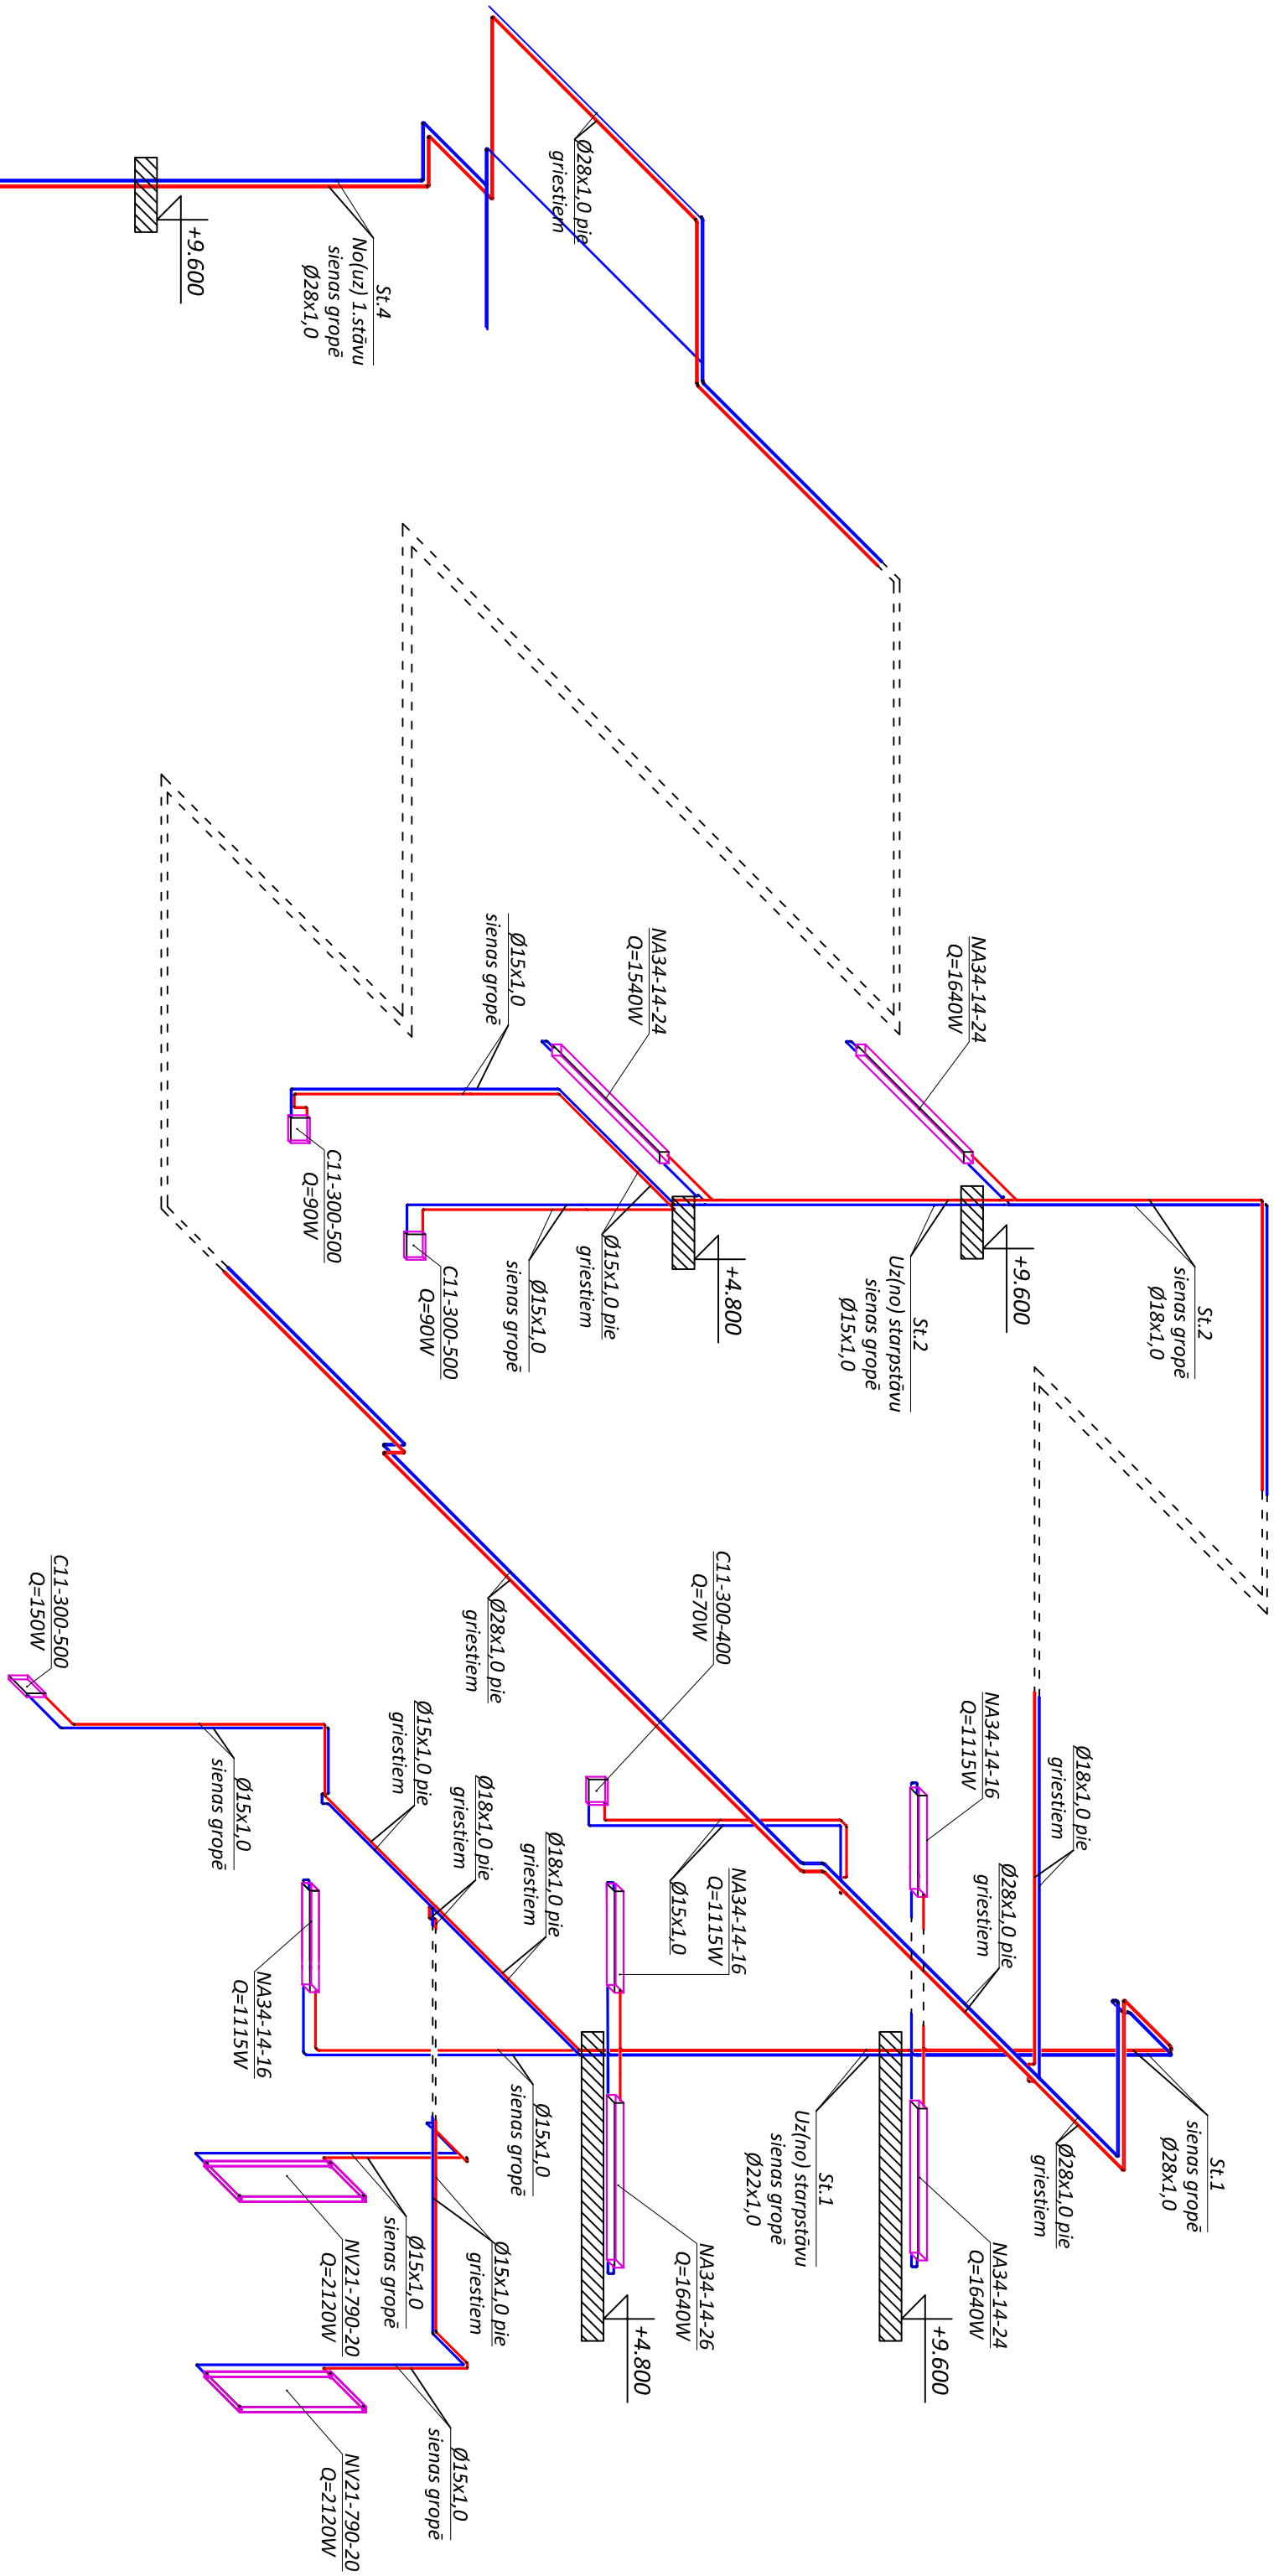 St.1
sienas gropē
Ø28x1,0
St.2
sienas gropē
Ø18x1,0
Ø18x1,0 pie
griestiem
Ø28x1,0 pie
griestiem
Ø28x1,0 pie
griestiem
+9.600
NA34-14-24
Q=1640W
NA34-14-16
Q=1115W
NA34-14-24
Q=1640W
+9.600
St.2
Uz(no) starpstāvu
sienas gropē
Ø15x1,0
St.1
Uz(no) starpstāvu
sienas gropē
Ø22x1,0
+4.800
C11-300-400
Q=70W
NA34-14-16
Q=1115W
Ø15x1,0
NA34-14-26
Q=1640W
+4.800
NA34-14-24
Q=1540W
Ø15x1,0 pie
griestiem
Ø28x1,0 pie
griestiem
Ø15x1,0
sienas gropē
Ø15x1,0
sienas gropē
Ø18x1,0 pie
griestiem
Ø15x1,0
sienas gropē
Ø28x1,0 pie
griestiem
Ø18x1,0 pie
griestiem
Ø15x1,0 pie
griestiem
C11-300-500
Q=90W
Ø15x1,0 pie
griestiem
Ø15x1,0
sienas gropē
Ø15x1,0
sienas gropē
St.4
No(uz) 1.stāvu
sienas gropē
Ø28x1,0
C11-300-500
Q=90W
NV21-790-20
Q=2120W
NV21-790-20
Q=2120W
NA34-14-16
Q=1115W
Ø15x1,0
sienas gropē
+9.600
C11-300-500
Q=150W